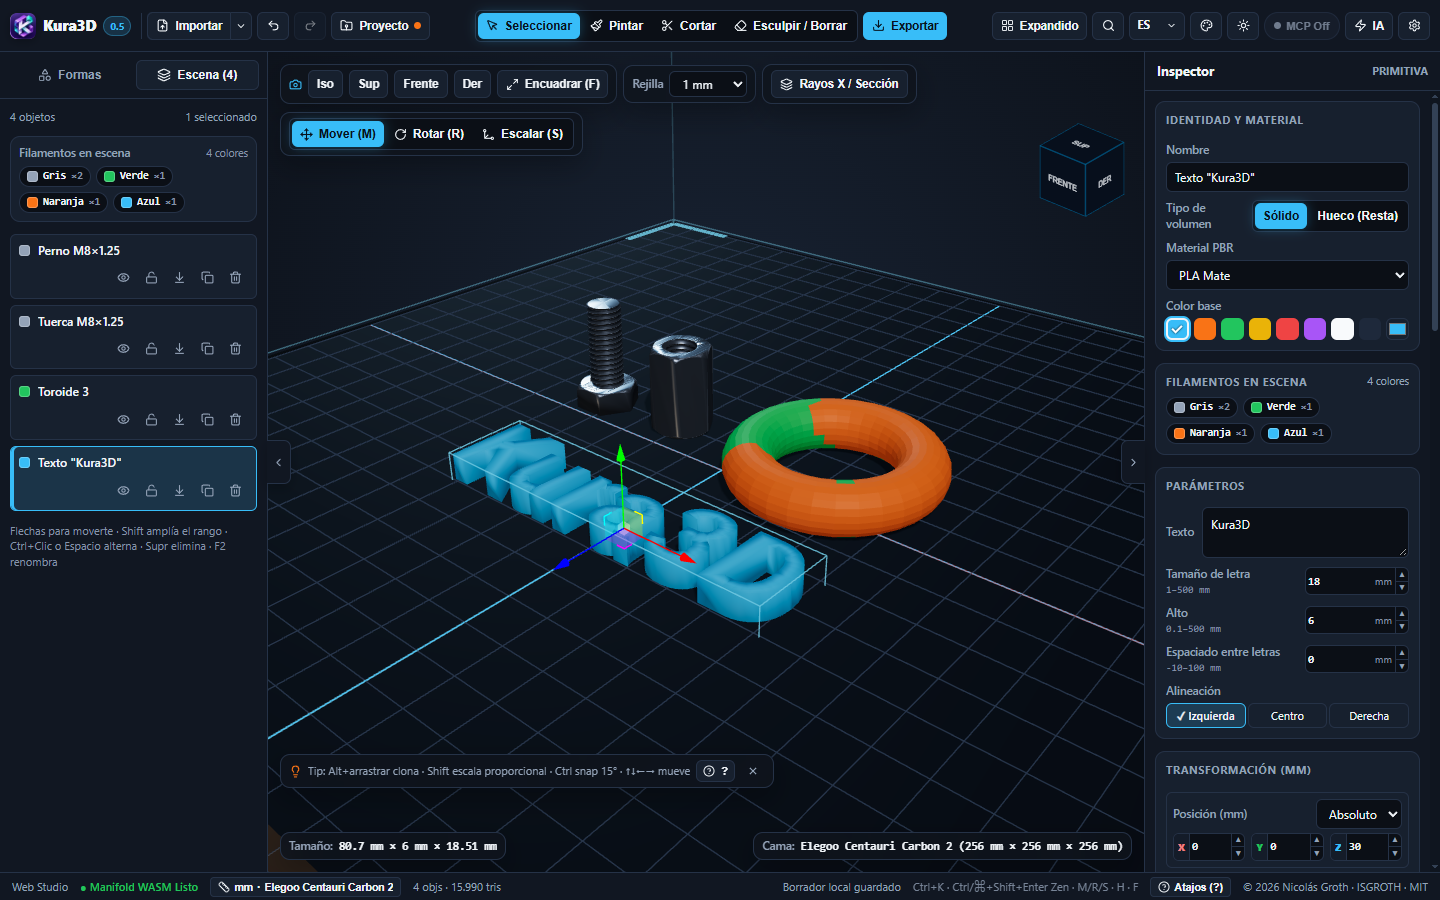 Kura3D 0.5 Importar Proyecto Seleccionar Pintar Cortar Esculpir / Borrar Exportar Expandido ES MCP Off IA
Formas Escena (4)
4 objetos 1 seleccionado
Filamentos en escena 4 colores
Gris ×2 Verde ×1
Naranja ×1 Azul ×1
Perno M8×1.25
Tuerca M8×1.25
Toroide 3
Texto "Kura3D"
Flechas para moverte · Shift amplía el rango ·
Ctrl+Clic o Espacio alterna · Supr elimina · F2
renombra
Iso Sup Frente Der Encuadrar (F) Rejilla 1 mm Rayos X / Sección
Mover (M) Rotar (R) Escalar (S)
SUP
FRENTE DER
Kura3D
Tip: Alt+arrastrar clona · Shift escala proporcional · Ctrl snap 15° · ↑↓←→ mueve ? ×
Tamaño: 80.7 mm × 6 mm × 18.51 mm
Cama: Elegoo Centauri Carbon 2 (256 mm × 256 mm × 256 mm)
Inspector PRIMITIVA
IDENTIDAD Y MATERIAL
Nombre
Texto "Kura3D"
Tipo de
volumen
Sólido Hueco (Resta)
Material PBR
PLA Mate
Color base
FILAMENTOS EN ESCENA 4 colores
Gris ×2 Verde ×1
Naranja ×1 Azul ×1
PARÁMETROS
Texto Kura3D
Tamaño de letra
1–500 mm
18 mm
Alto
0.1–500 mm
6 mm
Espaciado entre letras
-10–100 mm
0 mm
Alineación
✓ Izquierda Centro Derecha
TRANSFORMACIÓN (MM)
Posición (mm) Absoluto
X 0 Y 0 Z 30
Web Studio ● Manifold WASM Listo mm · Elegoo Centauri Carbon 2 4 objs · 15.990 tris Borrador local guardado Ctrl+K · Ctrl/⌘+Shift+Enter Zen · M/R/S · H · F Atajos (?) © 2026 Nicolás Groth · ISGROTH · MIT